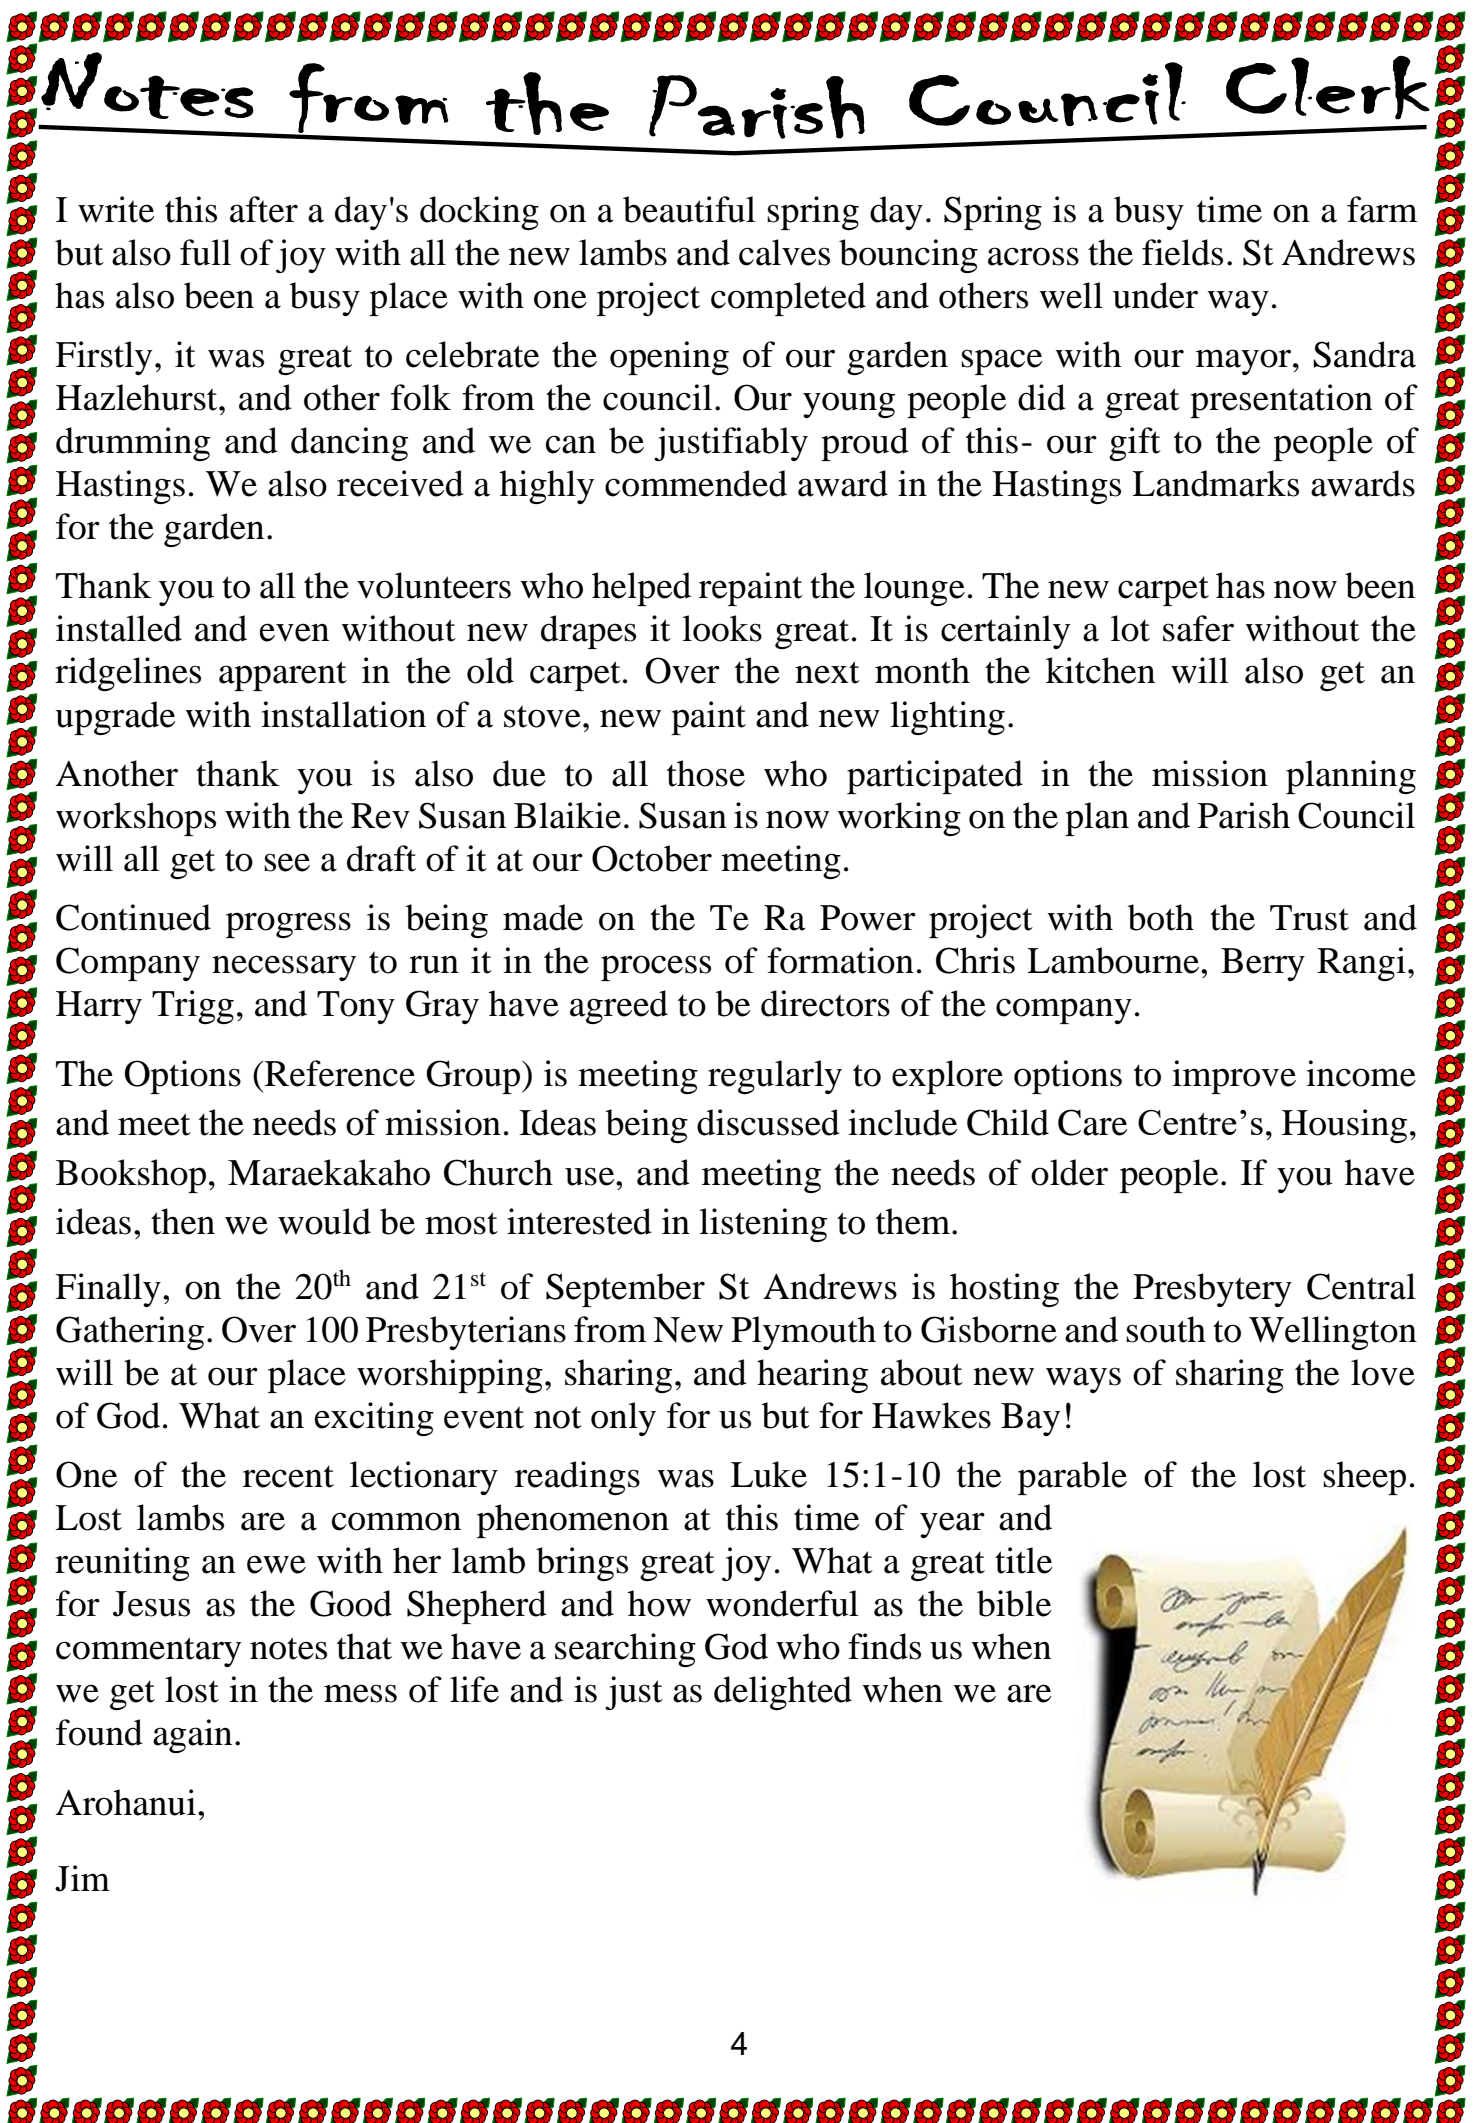 Notes from the Parish Council Clerk
I write this after a day's docking on a beautiful spring day. Spring is a busy time on a farm
but also full of joy with all the new lambs and calves bouncing across the fields. St Andrews
has also been a busy place with one project completed and others well under way.
Firstly, it was great to celebrate the opening of our garden space with our mayor, Sandra
Hazlehurst, and other folk from the council. Our young people did a great presentation of
drumming and dancing and we can be justifiably proud of this- our gift to the people of
Hastings. We also received a highly commended award in the Hastings Landmarks awards
for the garden.
Thank you to all the volunteers who helped repaint the lounge. The new carpet has now been
installed and even without new drapes it looks great. It is certainly a lot safer without the
ridgelines apparent in the old carpet. Over the next month the kitchen will also get an
upgrade with installation of a stove, new paint and new lighting.
Another thank you is also due to all those who participated in the mission planning
workshops with the Rev Susan Blaikie. Susan is now working on the plan and Parish Council
will all get to see a draft of it at our October meeting.
Continued progress is being made on the Te Ra Power project with both the Trust and
Company necessary to run it in the process of formation. Chris Lambourne, Berry Rangi,
Harry Trigg, and Tony Gray have agreed to be directors of the company.
The Options (Reference Group) is meeting regularly to explore options to improve income
and meet the needs of mission. Ideas being discussed include Child Care Centre’s, Housing,
Bookshop, Maraekakaho Church use, and meeting the needs of older people. If you have
ideas, then we would be most interested in listening to them.
Finally, on the 20th and 21st of September St Andrews is hosting the Presbytery Central
Gathering. Over 100 Presbyterians from New Plymouth to Gisborne and south to Wellington
will be at our place worshipping, sharing, and hearing about new ways of sharing the love
of God. What an exciting event not only for us but for Hawkes Bay!
One of the recent lectionary readings was Luke 15:1-10 the parable of the lost sheep.
Lost lambs are a common phenomenon at this time of year and
reuniting an ewe with her lamb brings great joy. What a great title
for Jesus as the Good Shepherd and how wonderful as the bible
commentary notes that we have a searching God who finds us when
we get lost in the mess of life and is just as delighted when we are
found again.
Arohanui,
Jim
4